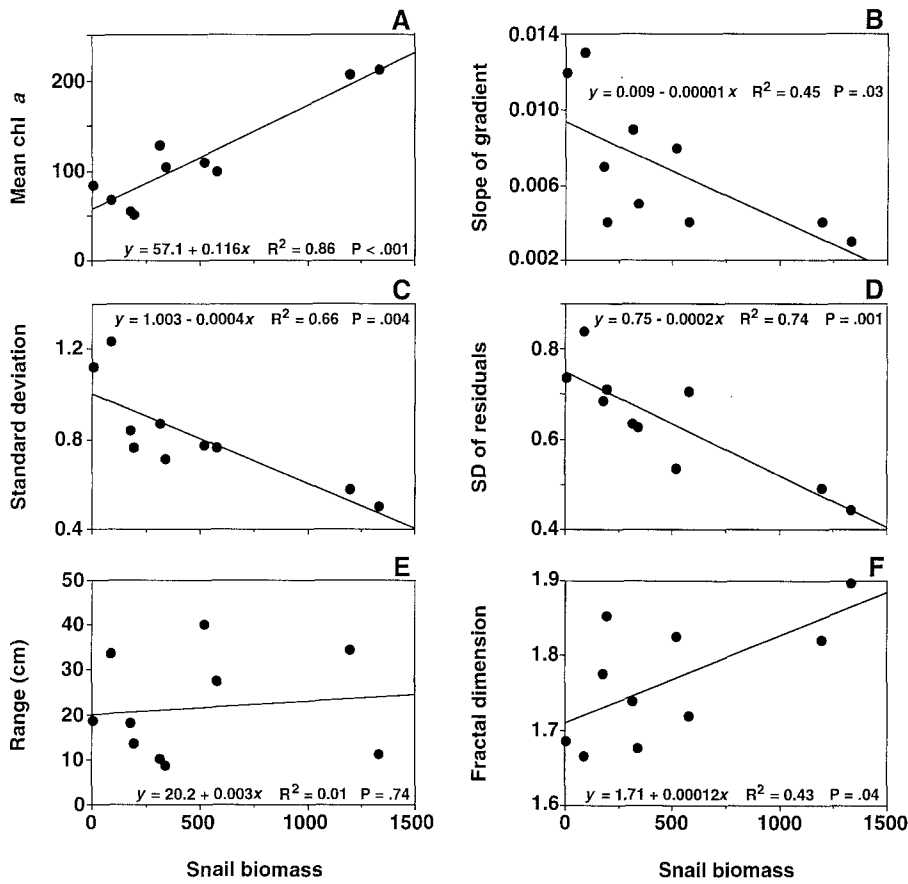 A
200
100
0
Mean chl a
y = 57.1 + 0.116x R² = 0.86 P < .001
B
0.014
0.010
0.006
0.002
Slope of gradient
y = 0.009 - 0.00001x R² = 0.45 P = .03
C
1.2
0.8
0.4
Standard deviation
y = 1.003 - 0.0004x R² = 0.66 P = .004
D
0.8
0.6
0.4
SD of residuals
y = 0.75 - 0.0002x R² = 0.74 P = .001
E
50
40
30
20
10
0
Range (cm)
y = 20.2 + 0.003x R² = 0.01 P = .74
0 500 1000 1500
Snail biomass
F
1.9
1.8
1.7
1.6
Fractal dimension
y = 1.71 + 0.00012x R² = 0.43 P = .04
0 500 1000 1500
Snail biomass